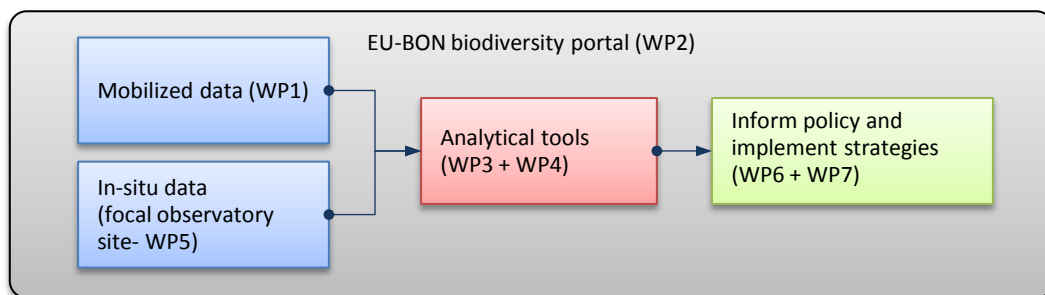 EU-BON biodiversity portal (WP2)
Mobilized data (WP1)
In-situ data
(focal observatory
site- WP5)
Analytical tools
(WP3 + WP4)
Inform policy and
implement strategies
(WP6 + WP7)